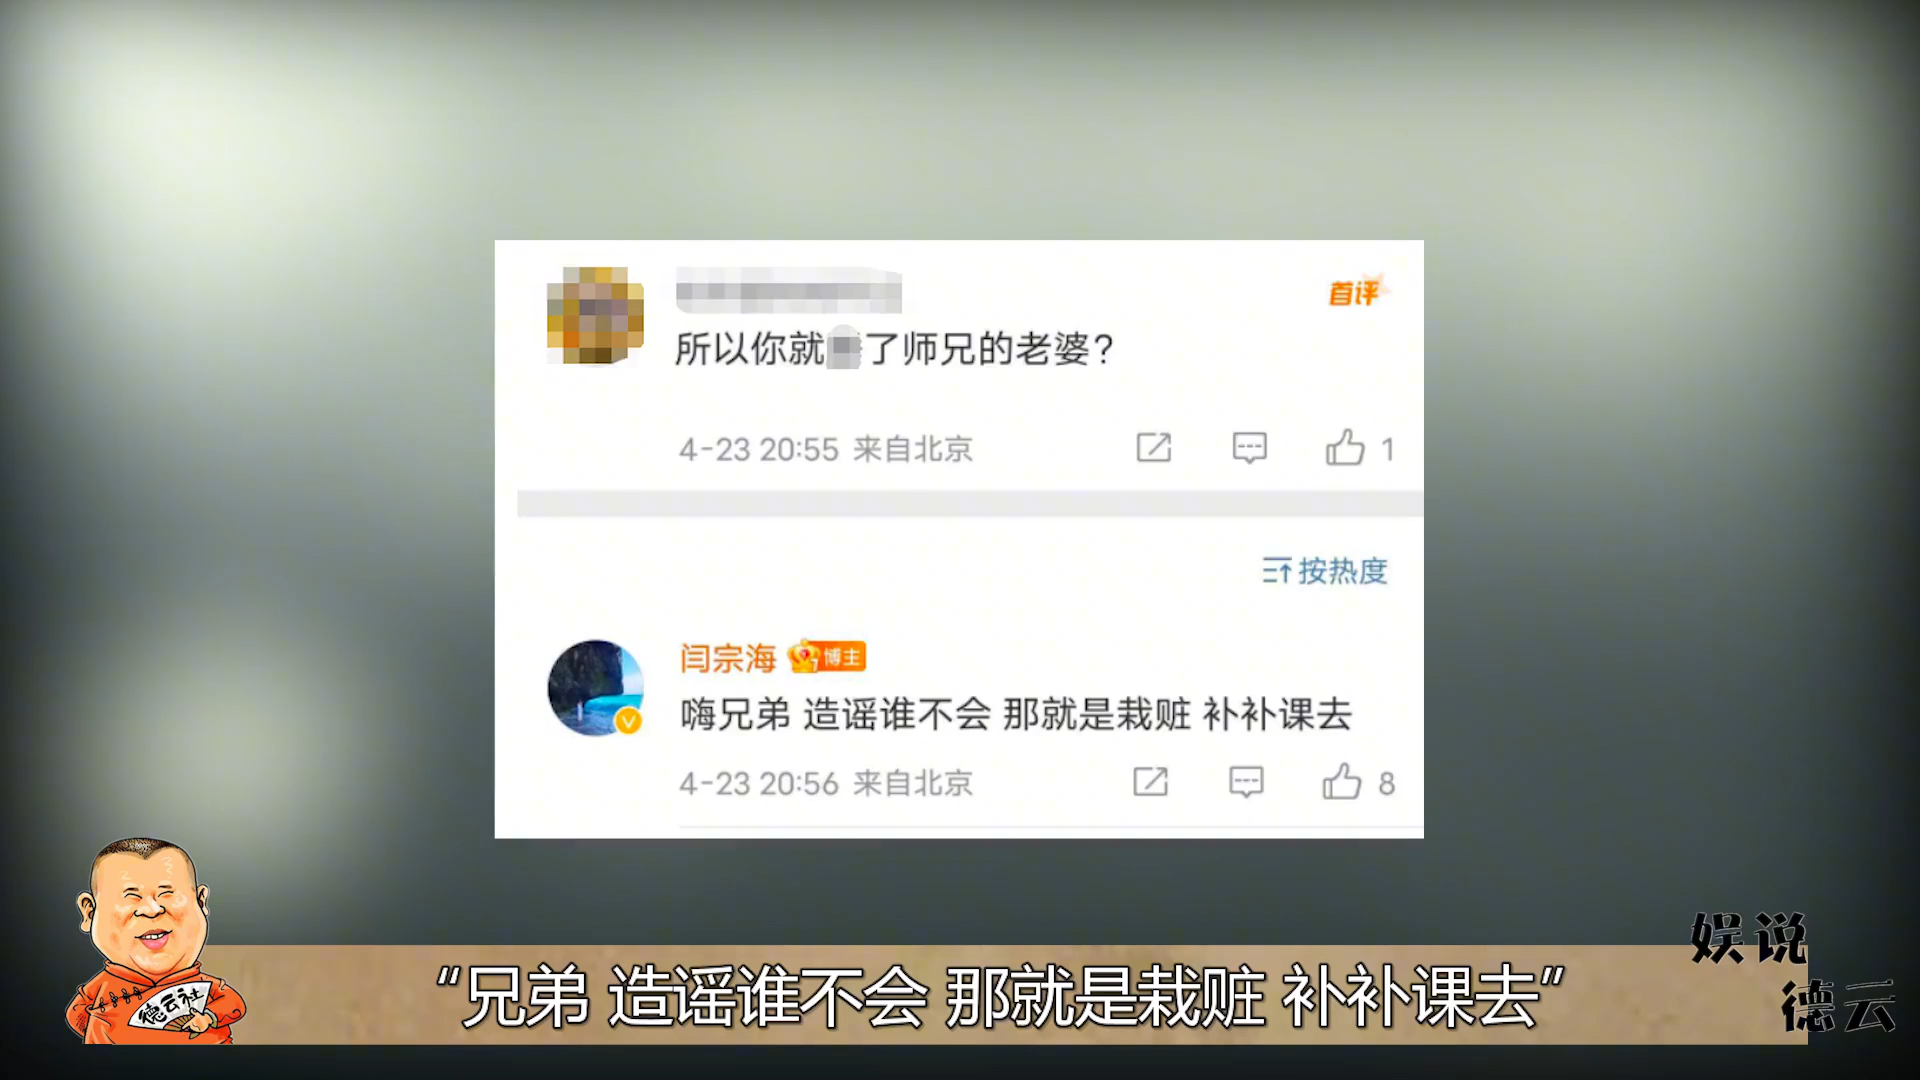 首评
所以你就 了师兄的老婆?
4-23 20:55 来自北京
1
按热度
闫宗海 博主
嗨兄弟 造谣谁不会 那就是栽赃 补补课去
4-23 20:56 来自北京
8
娱说
德云
德云社
“兄弟 造谣谁不会 那就是栽赃 补补课去”